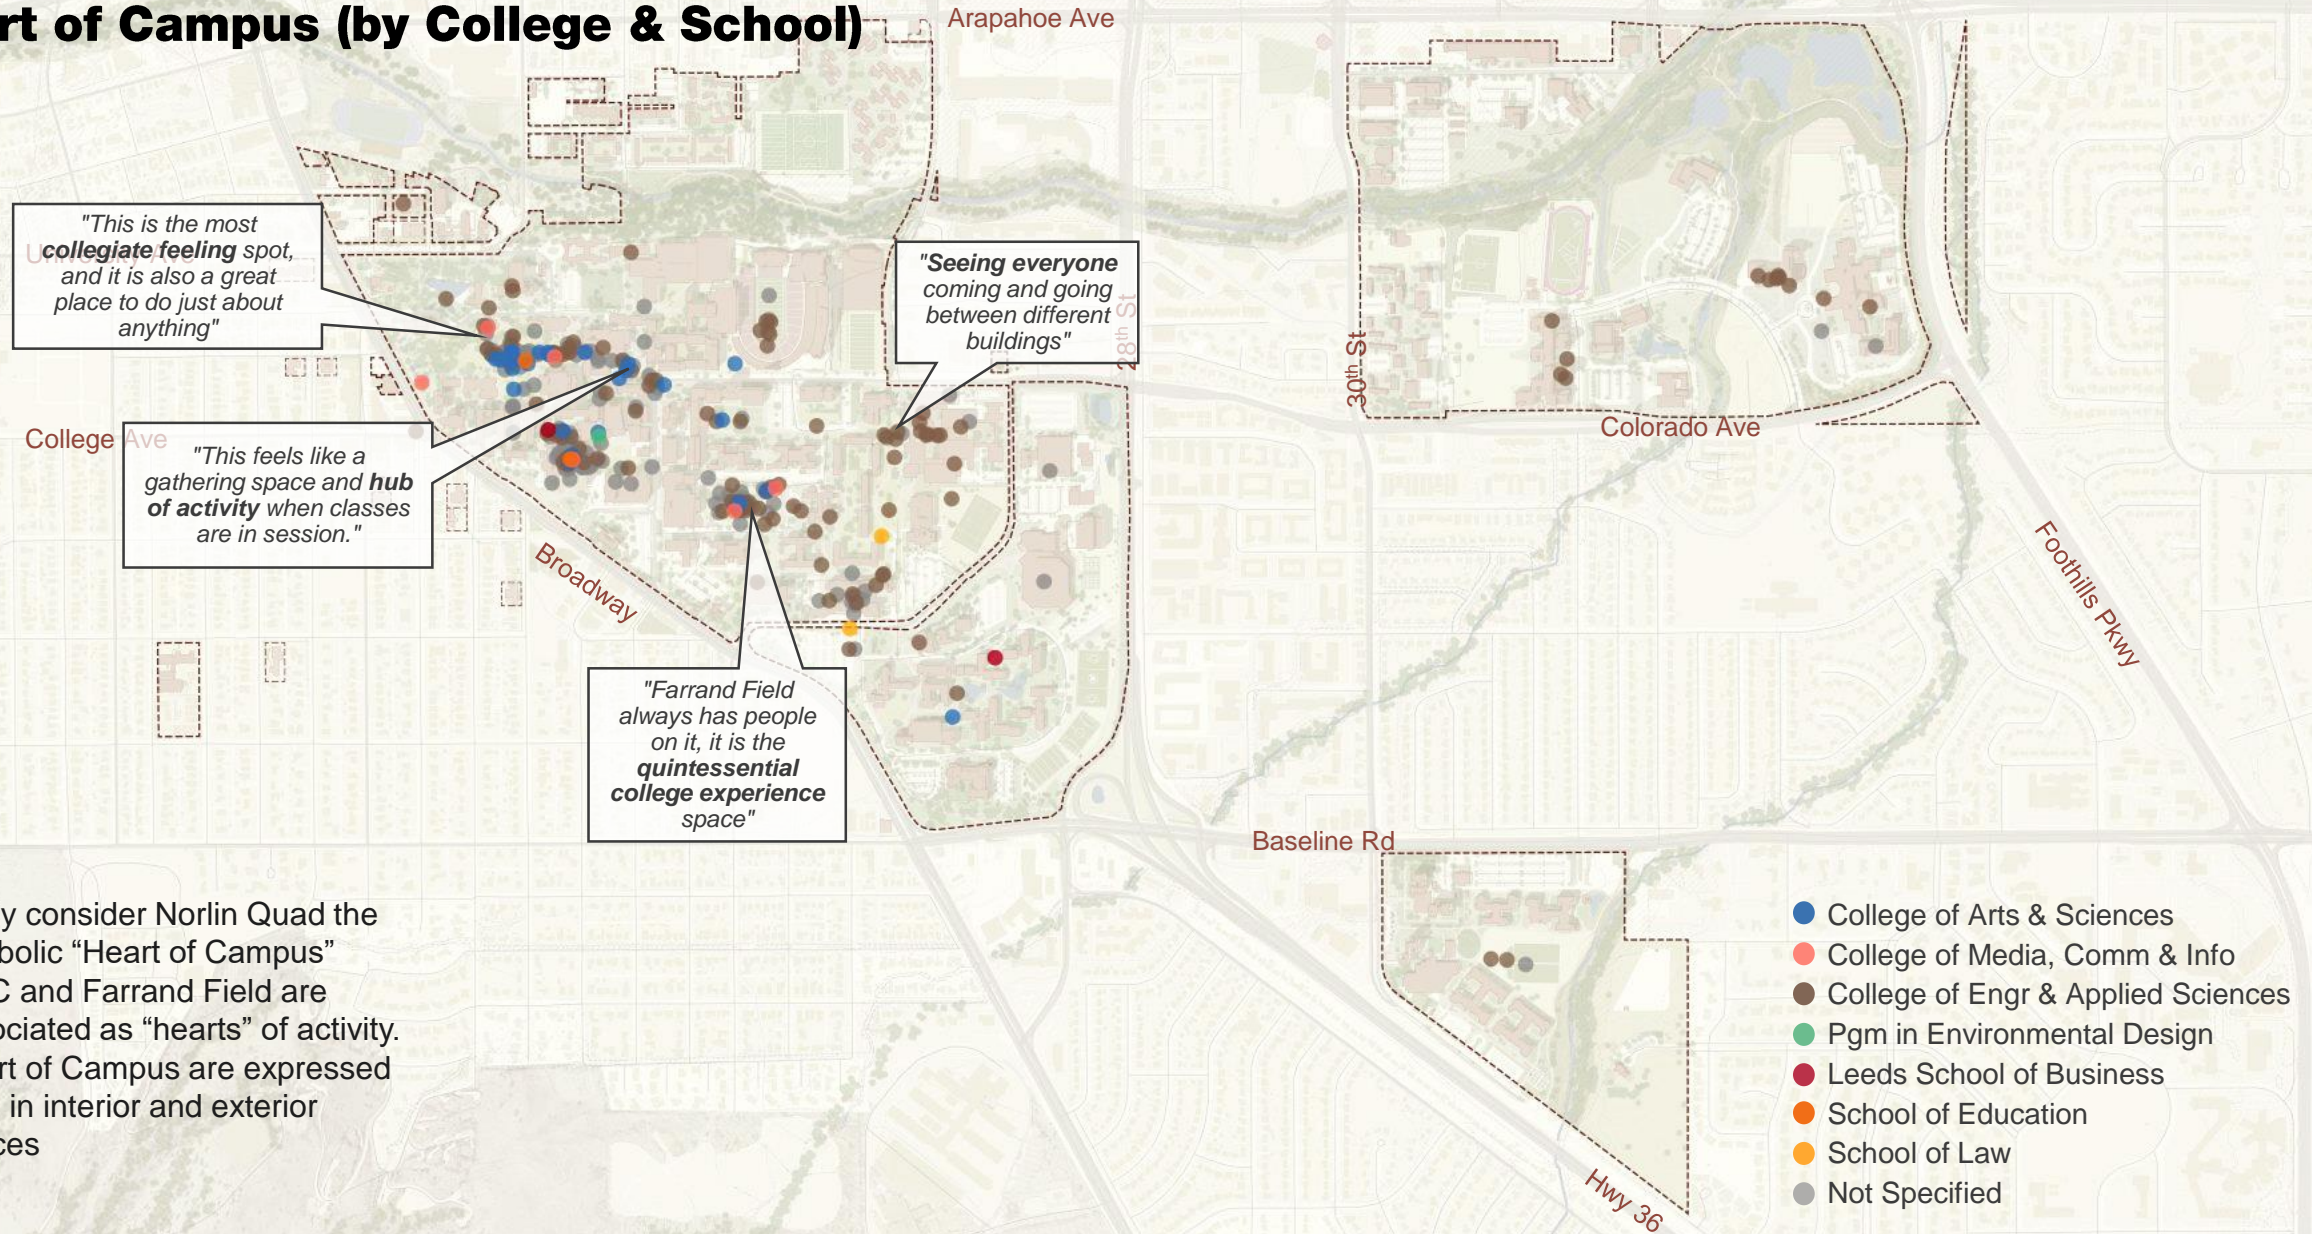 rt of Campus (by College & School)
Arapahoe Ave
"This is the most
collegiate feeling spot,
and it is also a great
place to do just about
anything"
University Ave
"Seeing everyone
coming and going
between different
buildings"
28th St
30th St
College Ave
Colorado Ave
"This feels like a
gathering space and hub
of activity when classes
are in session."
Broadway
Foothills Pkwy
"Farrand Field
always has people
on it, it is the
quintessential
college experience
space"
Baseline Rd
y consider Norlin Quad the
bolic “Heart of Campus”
C and Farrand Field are
ociated as “hearts” of activity.
rt of Campus are expressed
in interior and exterior
ces
College of Arts & Sciences
College of Media, Comm & Info
College of Engr & Applied Sciences
Pgm in Environmental Design
Leeds School of Business
School of Education
School of Law
Not Specified
Hwy 36